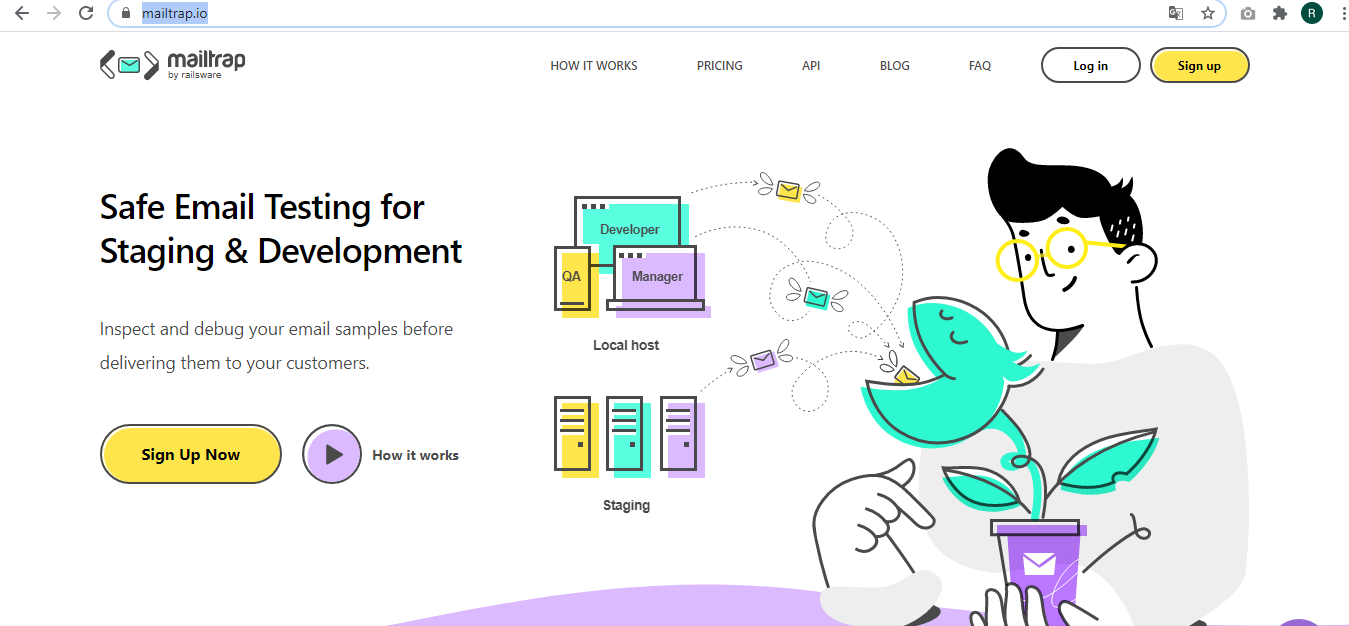 mailtrap.io
R
mailtrap
by railsware
HOW IT WORKS
PRICING
API
BLOG
FAQ
Log in
Sign up
Safe Email Testing for
Staging & Development
Inspect and debug your email samples before
delivering them to your customers.
Sign Up Now
How it works
Developer
QA
Manager
Local host
Staging